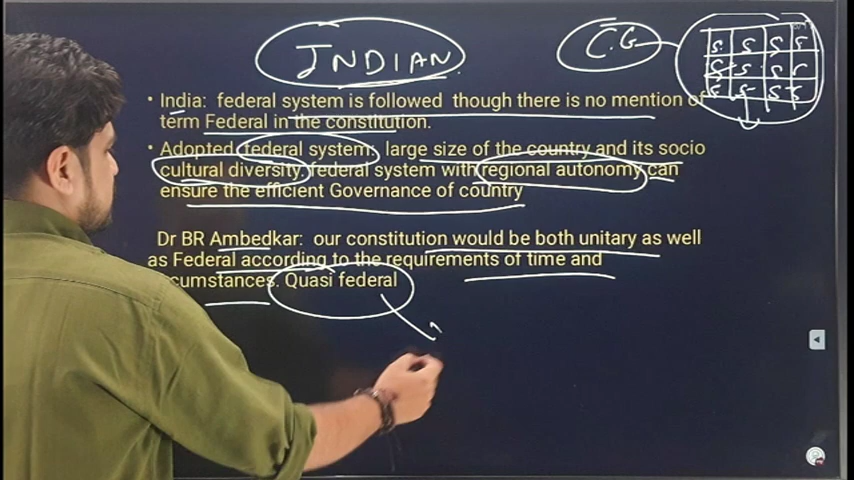 INDIAN
C.G
S S S S
S S S S
S S S S
• India: federal system is followed though there is no mention of
term Federal in the constitution.
• Adopted federal system: large size of the country and its socio
cultural diversity. federal system with regional autonomy can
ensure the efficient Governance of country
Dr BR Ambedkar: our constitution would be both unitary as well
as Federal according to the requirements of time and
circumstances. Quasi federal